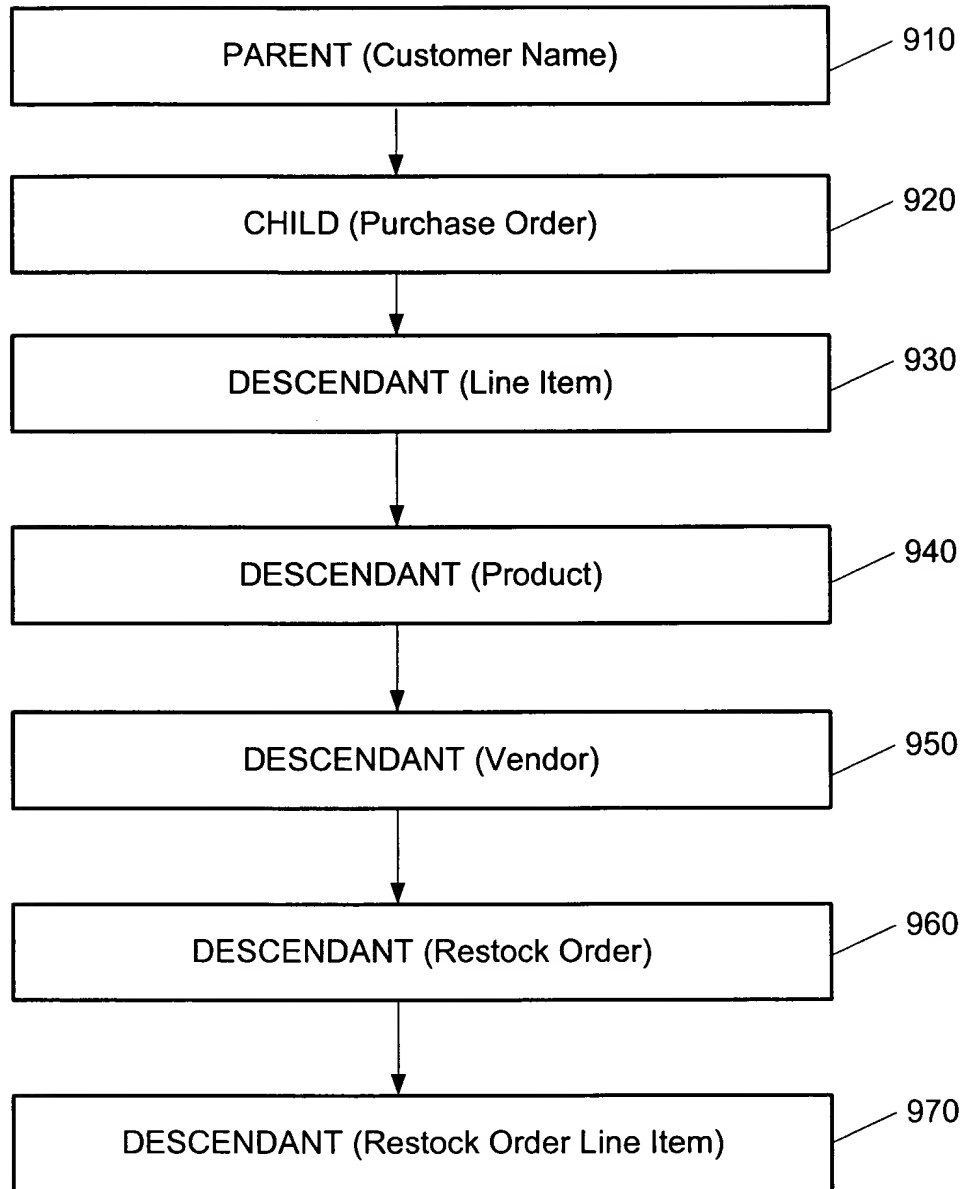 PARENT (Customer Name)
910
CHILD (Purchase Order)
920
DESCENDANT (Line Item)
930
DESCENDANT (Product)
940
DESCENDANT (Vendor)
950
DESCENDANT (Restock Order)
960
DESCENDANT (Restock Order Line Item)
970